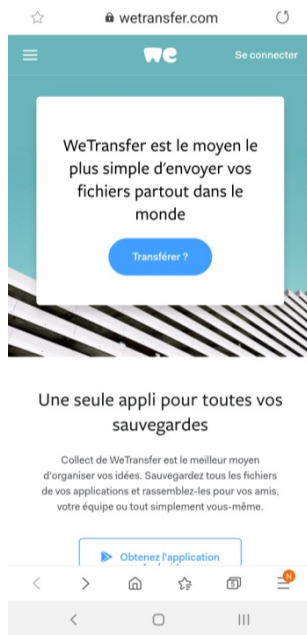 wetransfer.com
we
Se connecter
WeTransfer est le moyen le
plus simple d'envoyer vos
fichiers partout dans le
monde
Transférer ?
Une seule appli pour toutes vos
sauvegardes
Collect de WeTransfer est le meilleur moyen
d'organiser vos idées. Sauvegardez tous les fichiers
de vos applications et rassemblez-les pour vos amis,
votre équipe ou tout simplement vous-même.
Obtenez l'application
5
N